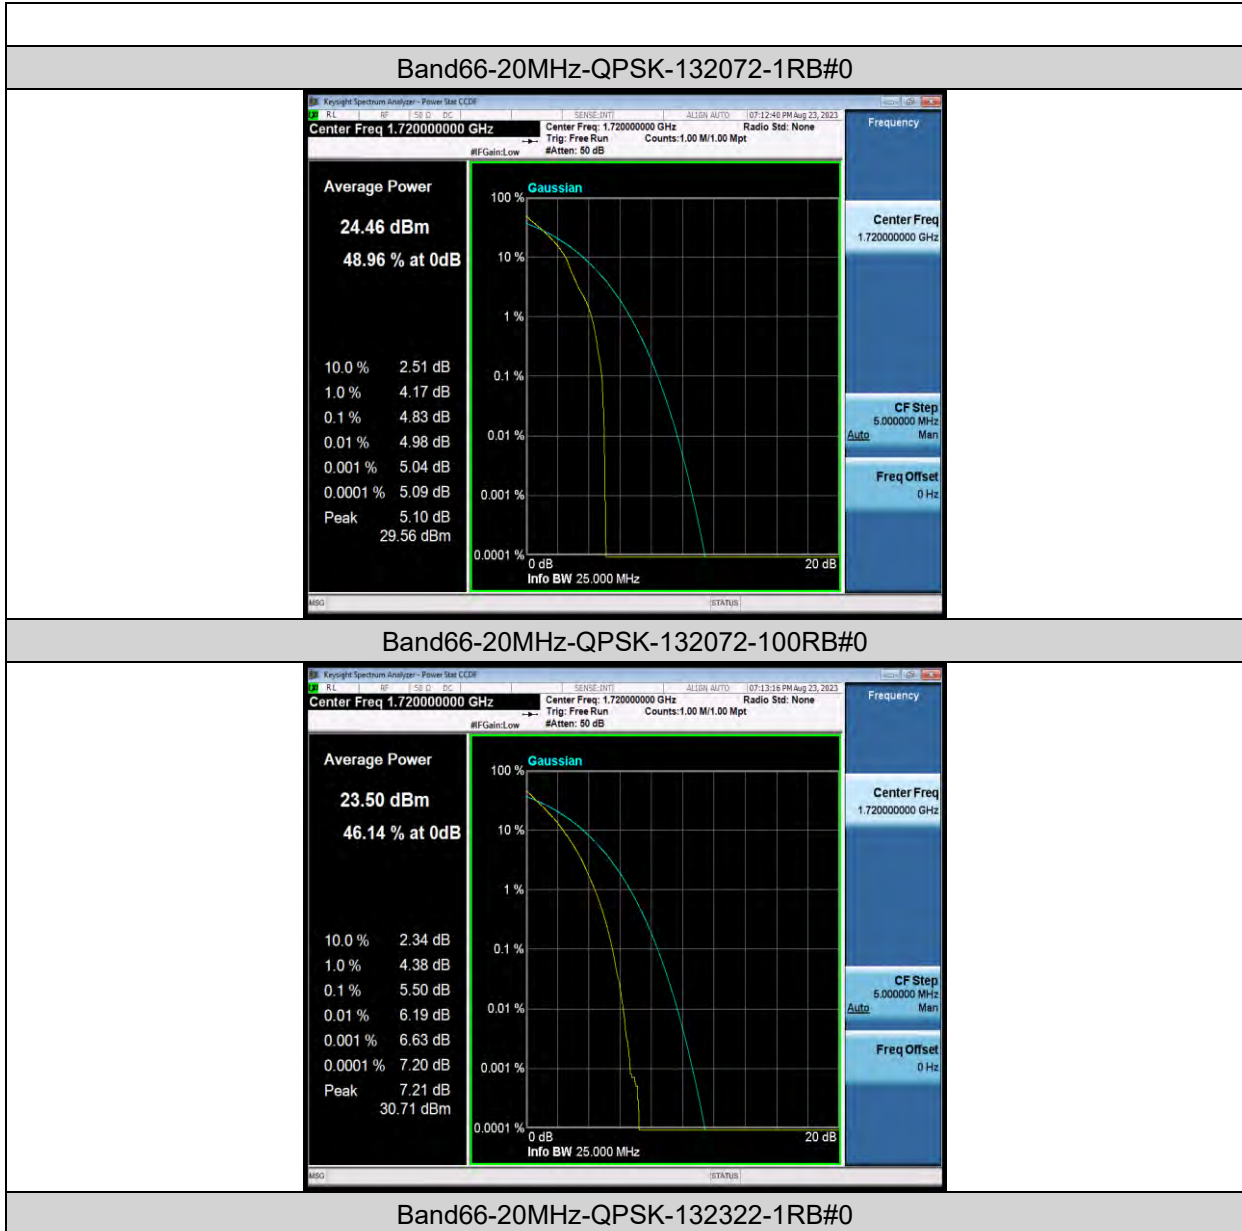 Band66-20MHz-QPSK-132072-1RB#0
Keysight Spectrum Analyzer - Power Stat CCDF
RL RF 50 Ω DC SENSE:INT ALIGN AUTO 07:12:40 PM Aug 23, 2023
Center Freq 1.720000000 GHz
Center Freq: 1.720000000 GHz Radio Std: None
Trig: Free Run Counts:1.00 M/1.00 Mpt
#IFGain:Low #Atten: 50 dB
Frequency
Average Power
24.46 dBm
48.96 % at 0dB
10.0 % 2.51 dB
1.0 % 4.17 dB
0.1 % 4.83 dB
0.01 % 4.98 dB
0.001 % 5.04 dB
0.0001 % 5.09 dB
Peak 5.10 dB
29.56 dBm
Gaussian
100 %
10 %
1 %
0.1 %
0.01 %
0.001 %
0.0001 %
0 dB 20 dB
Info BW 25.000 MHz
Center Freq
1.720000000 GHz
CF Step
5.000000 MHz
Auto Man
Freq Offset
0 Hz
MSG STATUS
Band66-20MHz-QPSK-132072-100RB#0
Keysight Spectrum Analyzer - Power Stat CCDF
RL RF 50 Ω DC SENSE:INT ALIGN AUTO 07:13:16 PM Aug 23, 2023
Center Freq 1.720000000 GHz
Center Freq: 1.720000000 GHz Radio Std: None
Trig: Free Run Counts:1.00 M/1.00 Mpt
#IFGain:Low #Atten: 50 dB
Frequency
Average Power
23.50 dBm
46.14 % at 0dB
10.0 % 2.34 dB
1.0 % 4.38 dB
0.1 % 5.50 dB
0.01 % 6.19 dB
0.001 % 6.63 dB
0.0001 % 7.20 dB
Peak 7.21 dB
30.71 dBm
Gaussian
100 %
10 %
1 %
0.1 %
0.01 %
0.001 %
0.0001 %
0 dB 20 dB
Info BW 25.000 MHz
Center Freq
1.720000000 GHz
CF Step
5.000000 MHz
Auto Man
Freq Offset
0 Hz
MSG STATUS
Band66-20MHz-QPSK-132322-1RB#0